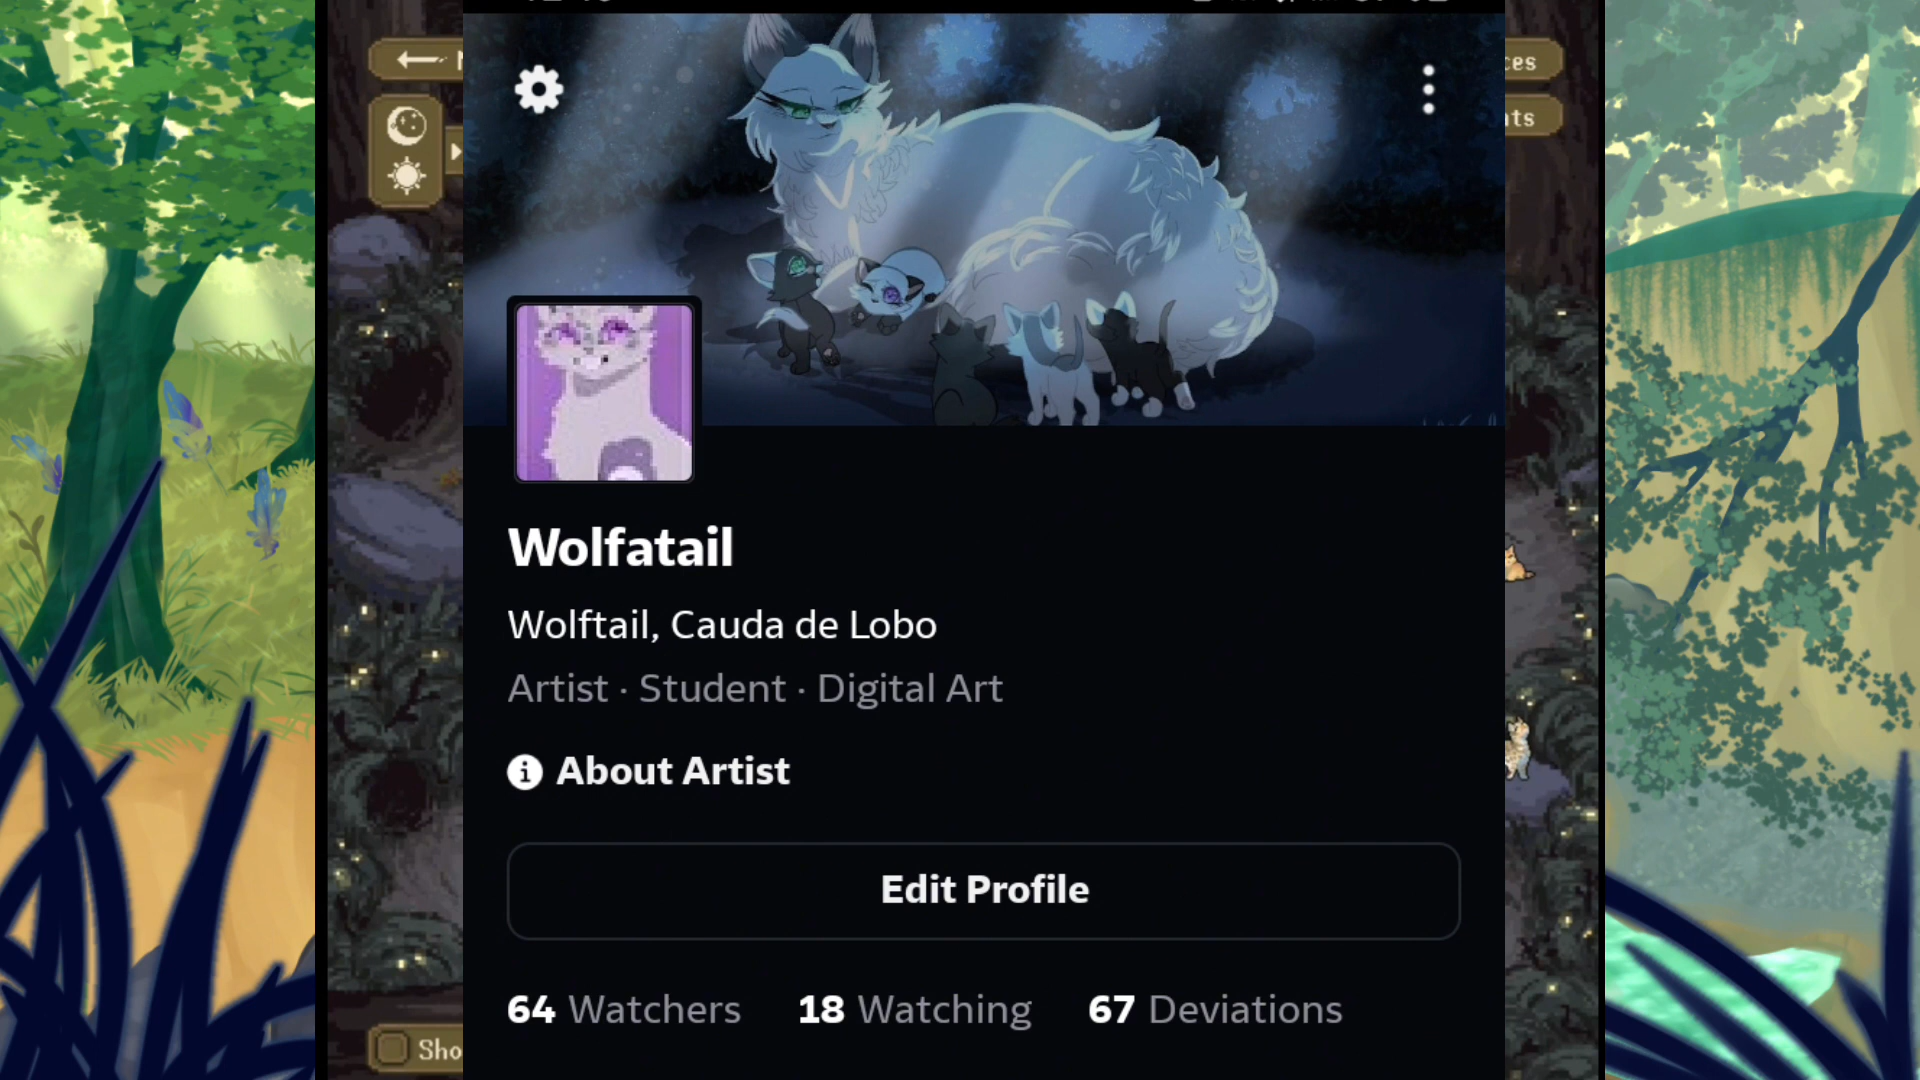 Wolfatail
Wolftail, Cauda de Lobo
Artist · Student · Digital Art
About Artist
Edit Profile
64 Watchers 18 Watching 67 Deviations